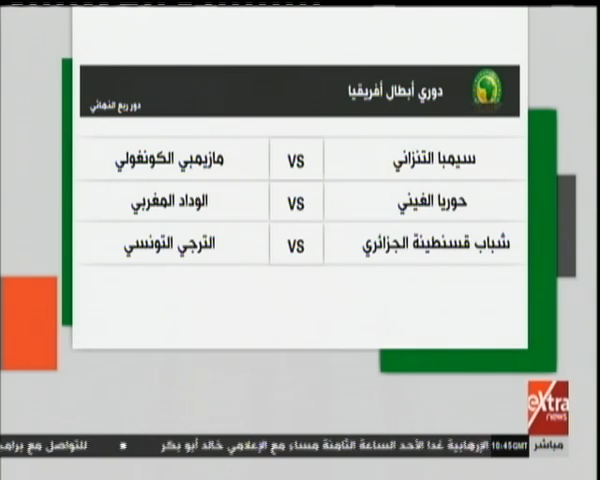 دوري أبطال أفريقيا
دور ربع النهائي
سيمبا التنزاني VS مازيمبي الكونغولي
حوريا الغيني VS الوداد المغربي
شباب قسنطينة الجزائري VS الترجي التونسي
eXtra
news
مباشر
10:45GMT الإرهابية غدا الأحد الساعة الثامنة مساء مع الإعلامي خالد أبو بكر * للتواصل مع برامج